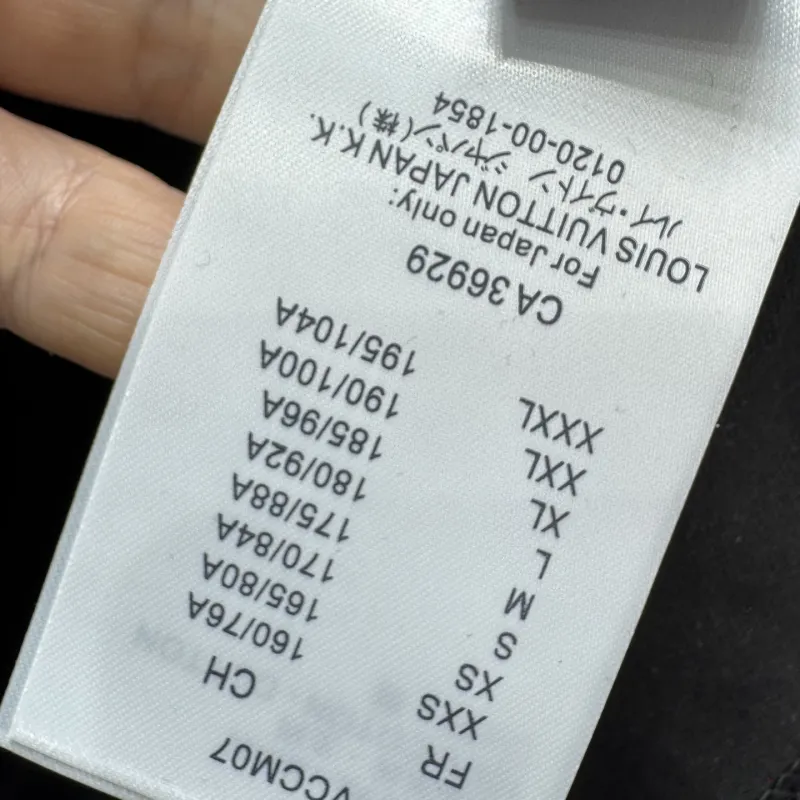 VCCM07
FR CH
XXS 160/76A
XS 165/80A
S 170/84A
M 175/88A
L 180/92A
XL 185/96A
XXL 190/100A
XXXL 195/104A
CA 36929
For Japan only:
LOUIS VUITTON JAPAN K.K.
ルイ・ヴィトン ジャパン(株)
0120-00-1854